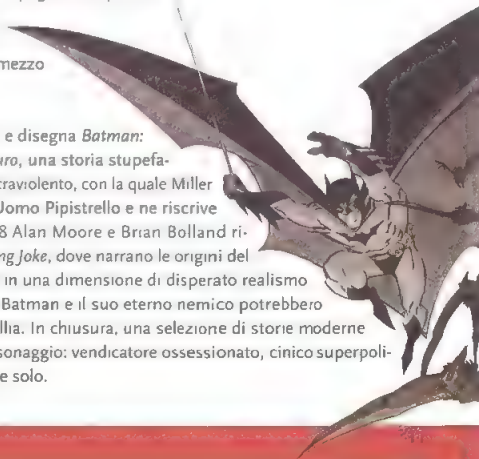 mezzo
e disegna Batman:
uro, una storia stupefa-
traviolento, con la quale Miller
Uomo Pipistrello e ne riscrive
8 Alan Moore e Brian Bolland ri-
ng Joke, dove narrano le origini del
in una dimensione di disperato realismo
Batman e il suo eterno nemico potrebbero
llia. In chiusura, una selezione di storie moderne
sonaggio: vendicatore ossessionato, cinico superpoli-
e solo.